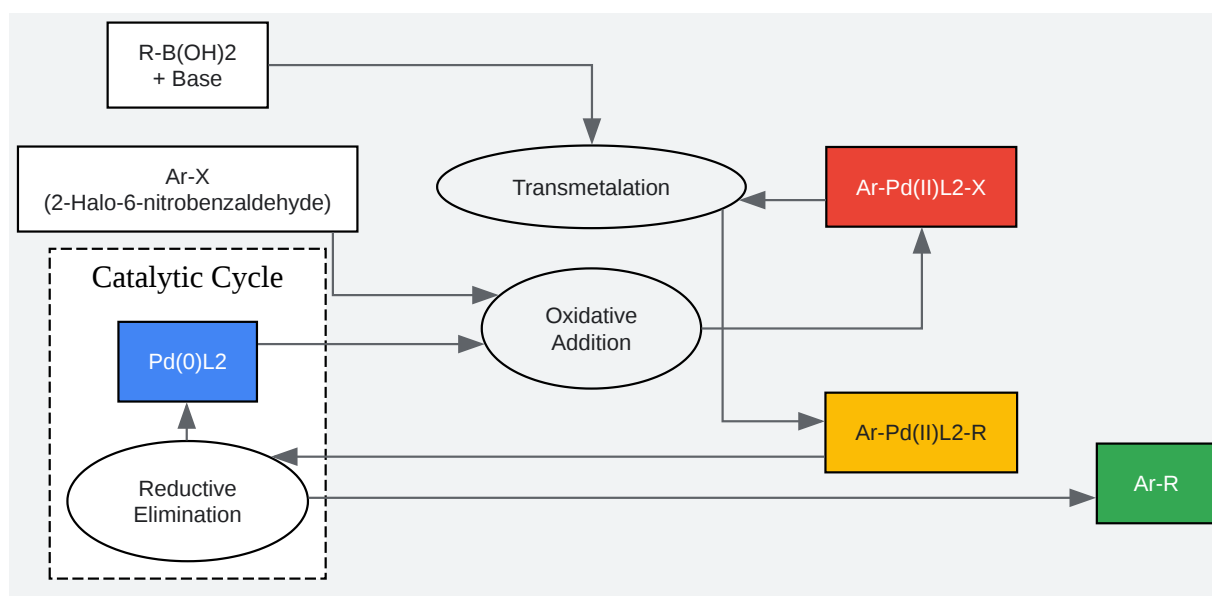 R-B(OH)2
+ Base
Ar-X
(2-Halo-6-nitrobenzaldehyde)
Transmetalation
Ar-Pd(II)L2-X
Catalytic Cycle
Oxidative
Addition
Pd(0)L2
Ar-Pd(II)L2-R
Reductive
Elimination
Ar-R